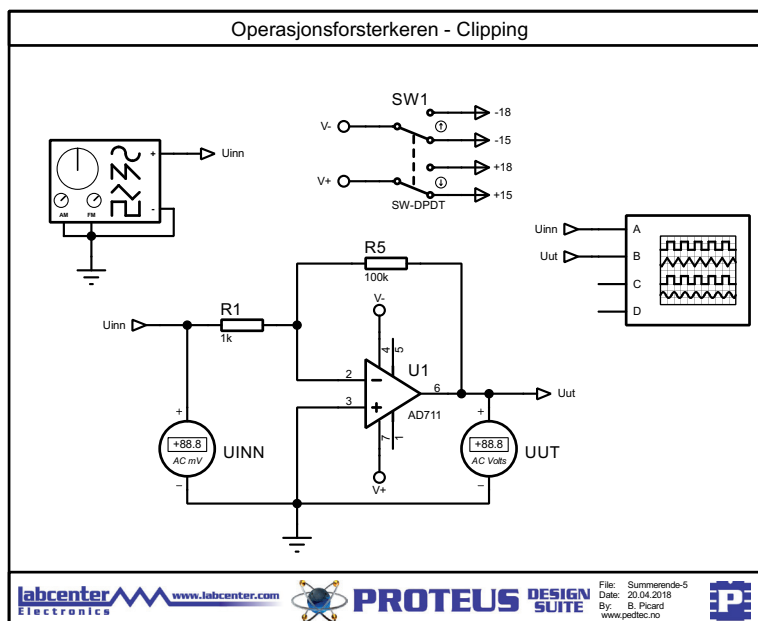 Operasjonsforsterkeren - Clipping
SW1
-18
V-
-15
+18
V+
+15
SW-DPDT
+
Uinn
-
AM
FM
Uinn
A
Uut
B
C
D
R5
100k
V-
R1
Uinn
1k
4
5
U1
2
6
3
AD711
Uut
7
1
V+
+
+88.8
AC mV
UINN
+
+88.8
AC Volts
UUT
labcenter
Electronics
www.labcenter.com
PROTEUS
DESIGN
SUITE
File: Summerende-5
Date: 20.04.2018
By: B. Picard
www.pedtec.no